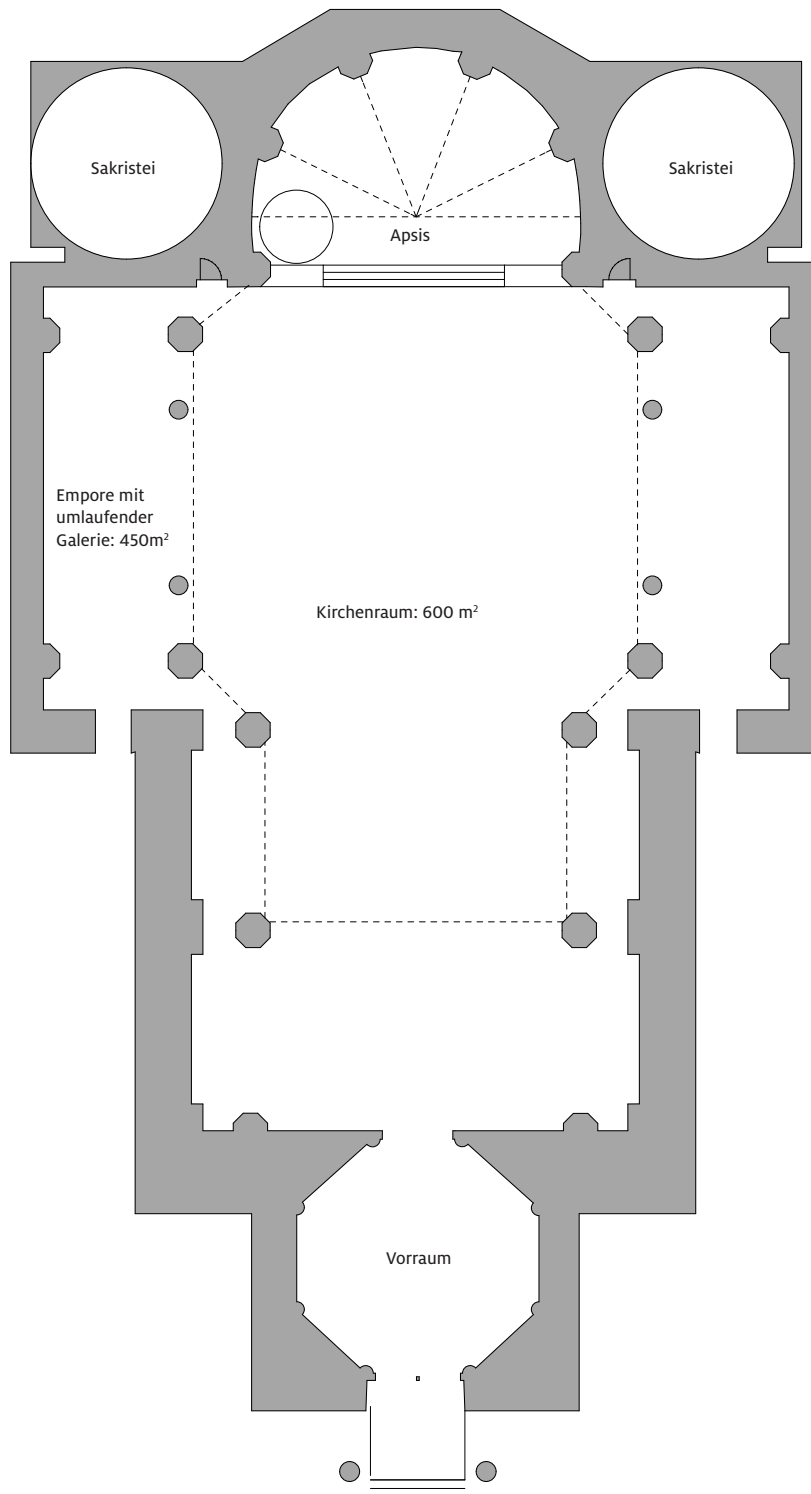 Sakristei
Sakristei
Apsis
Empore mit
umlaufender
Galerie: 450m²
Kirchenraum: 600 m²
Vorraum